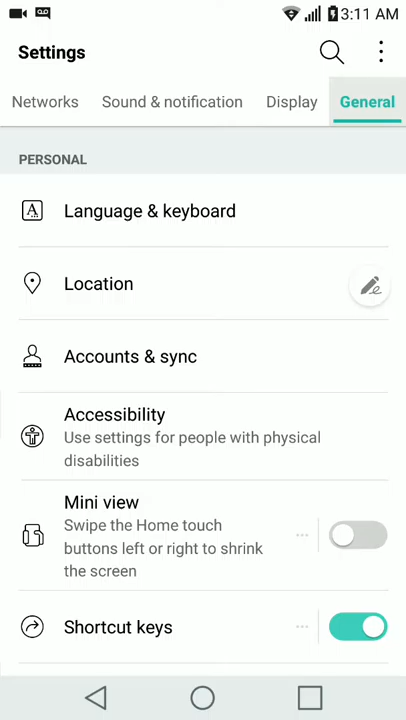 3:11 AM
Settings
Networks Sound & notification Display General
PERSONAL
Language & keyboard
Location
Accounts & sync
Accessibility
Use settings for people with physical
disabilities
Mini view
Swipe the Home touch
buttons left or right to shrink
the screen
Shortcut keys